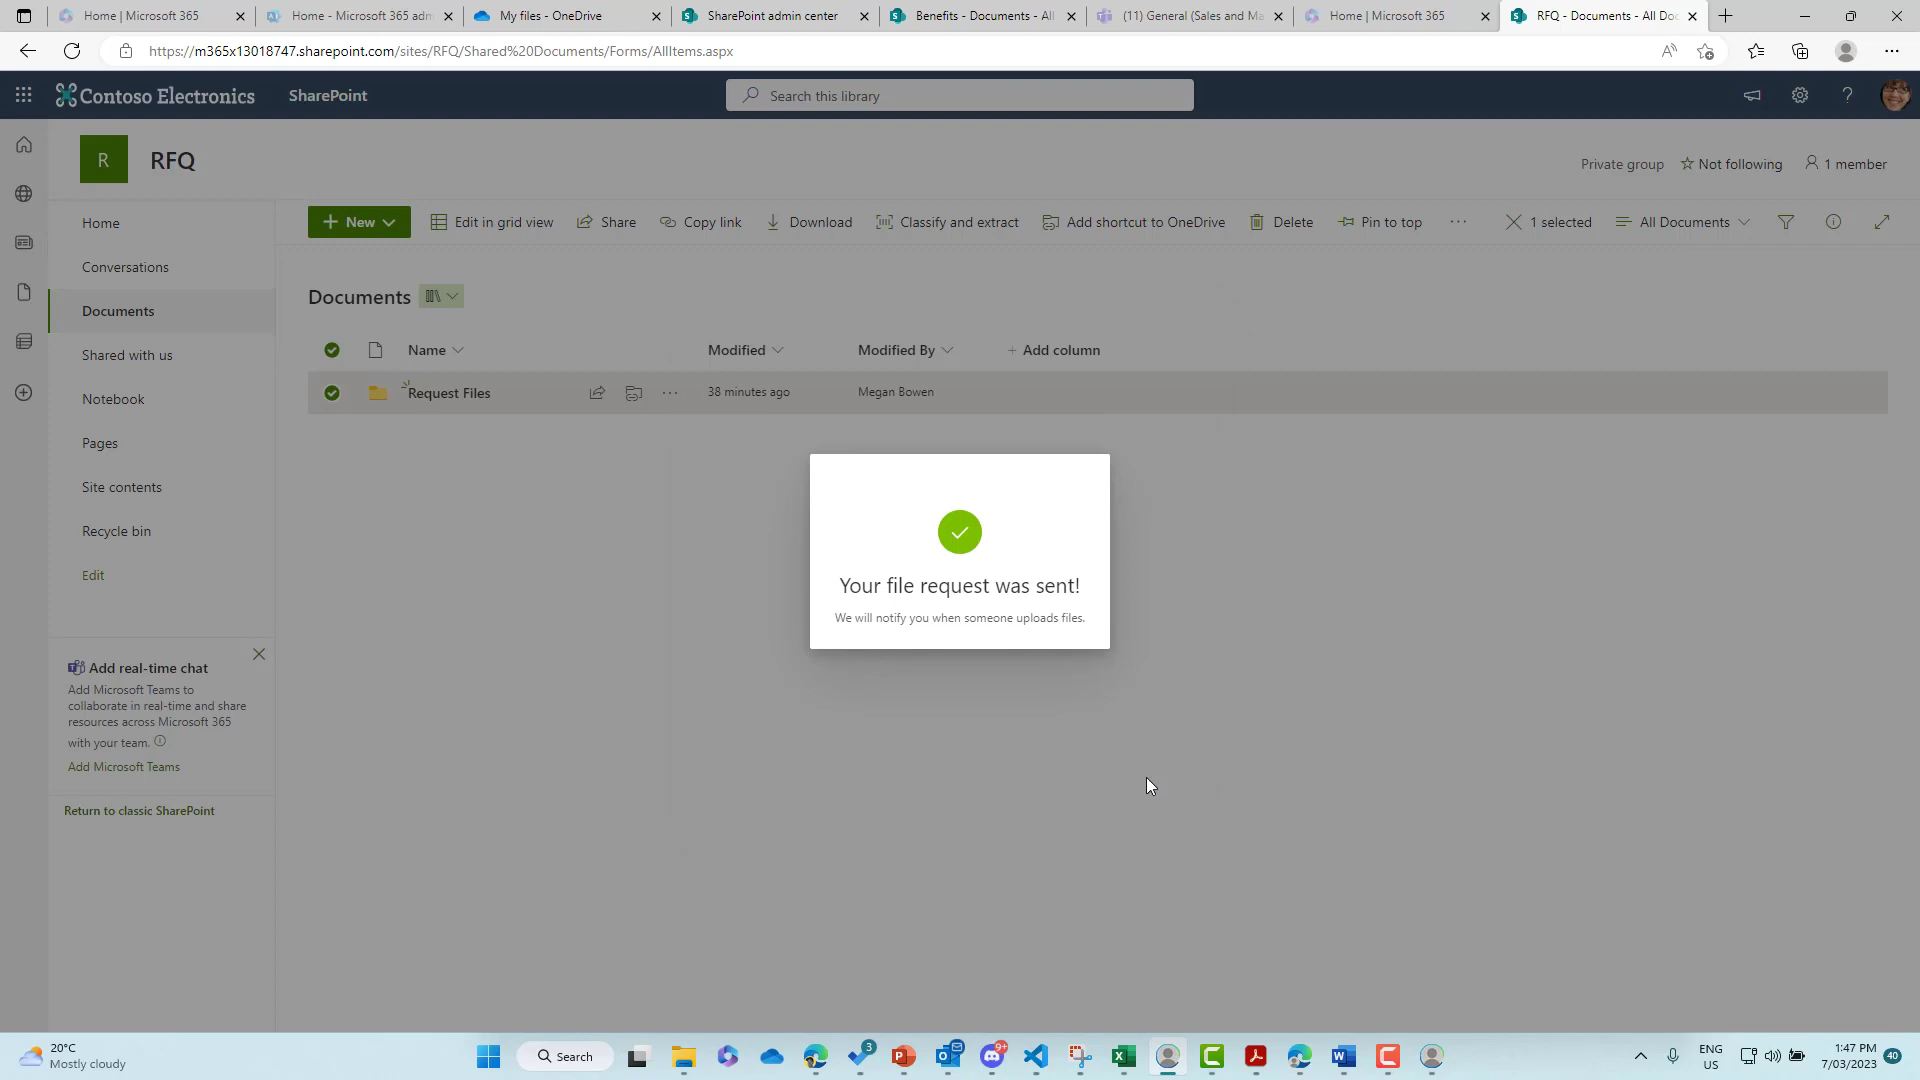 Home | Microsoft 365
Home - Microsoft 365 adm
My files - OneDrive
SharePoint admin center
Benefits - Documents - All
(11) General (Sales and Ma
Home | Microsoft 365
RFQ - Documents - All Doc
https://m365x13018747.sharepoint.com/sites/RFQ/Shared%20Documents/Forms/AllItems.aspx
Contoso Electronics
SharePoint
Search this library
R
RFQ
Private group
Not following
1 member
Home
Conversations
Documents
Shared with us
Notebook
Pages
Site contents
Recycle bin
Edit
New
Edit in grid view
Share
Copy link
Download
Classify and extract
Add shortcut to OneDrive
Delete
Pin to top
1 selected
All Documents
Documents
Name
Modified
Modified By
+ Add column
Request Files
38 minutes ago
Megan Bowen
Your file request was sent!
We will notify you when someone uploads files.
Add real-time chat
Add Microsoft Teams to
collaborate in real-time and share
resources across Microsoft 365
with your team.
Add Microsoft Teams
Return to classic SharePoint
20°C
Mostly cloudy
Search
3
9+
ENG
US
1:47 PM
7/03/2023
40